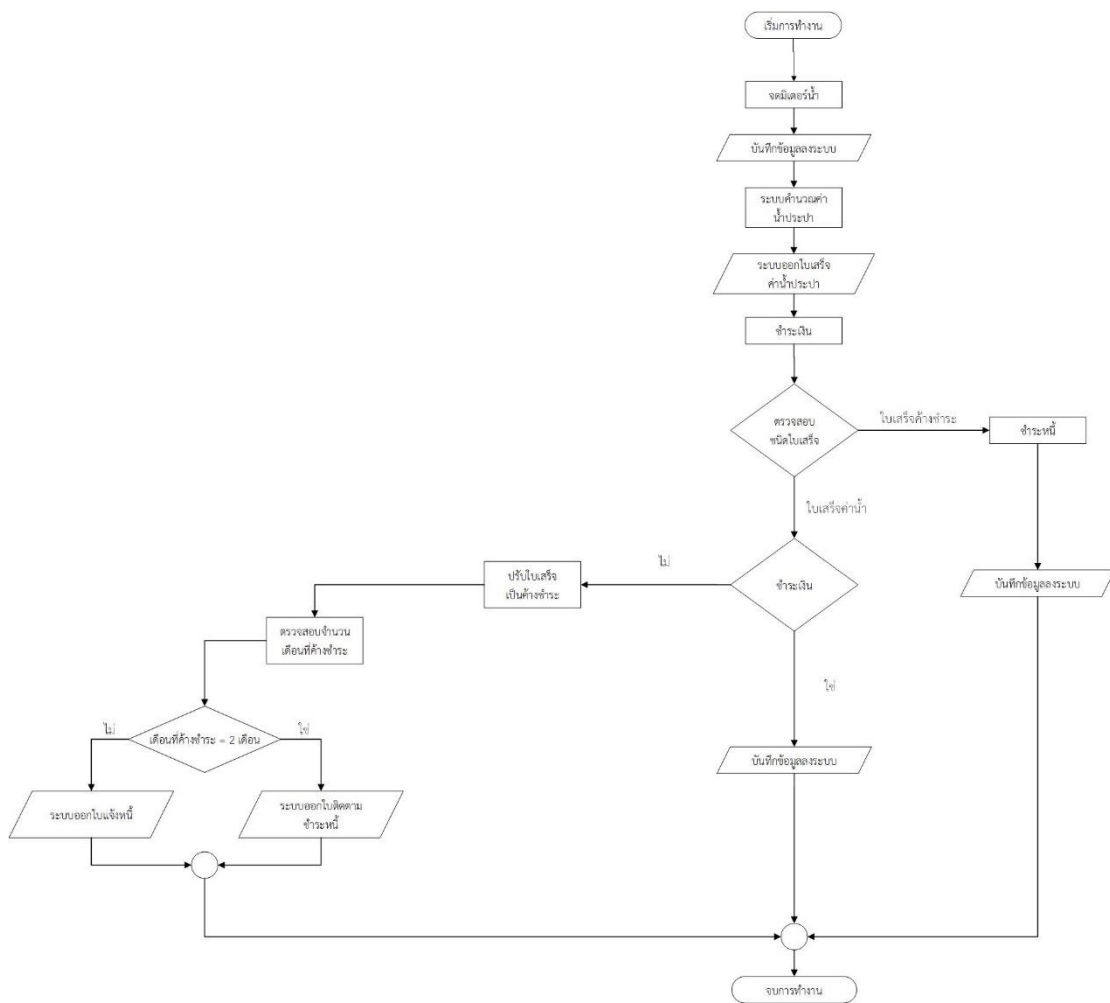 เริ่มการทำงาน
จดมิเตอร์น้ำ
บันทึกข้อมูลลงระบบ
ระบบคำนวณค่า
น้ำประปา
ระบบออกใบเสร็จ
ค่าน้ำประปา
ชำระเงิน
ตรวจสอบ
ชนิดใบเสร็จ
ใบเสร็จค้างชำระ
ชำระหนี้
ใบเสร็จค่าน้ำ
ชำระเงิน
ไม่
ปรับใบเสร็จ
เป็นค้างชำระ
บันทึกข้อมูลลงระบบ
ตรวจสอบจำนวน
เดือนที่ค้างชำระ
ใช่
ไม่
เดือนที่ค้างชำระ = 2 เดือน
ใช่
บันทึกข้อมูลลงระบบ
ระบบออกใบแจ้งหนี้
ระบบออกใบติดตาม
ชำระหนี้
จบการทำงาน